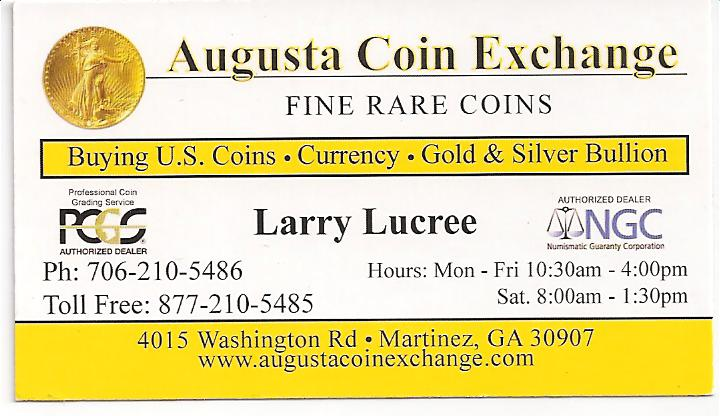 Augusta Coin Exchange
FINE RARE COINS
Buying U.S. Coins • Currency • Gold & Silver Bullion
Professional Coin
Grading Service
PCGS
AUTHORIZED DEALER
Larry Lucree
AUTHORIZED DEALER
NGC
Numismatic Guaranty Corporation
Ph: 706-210-5486
Toll Free: 877-210-5485
Hours: Mon - Fri 10:30am - 4:00pm
Sat. 8:00am - 1:30pm
4015 Washington Rd • Martinez, GA 30907
www.augustacoinexchange.com